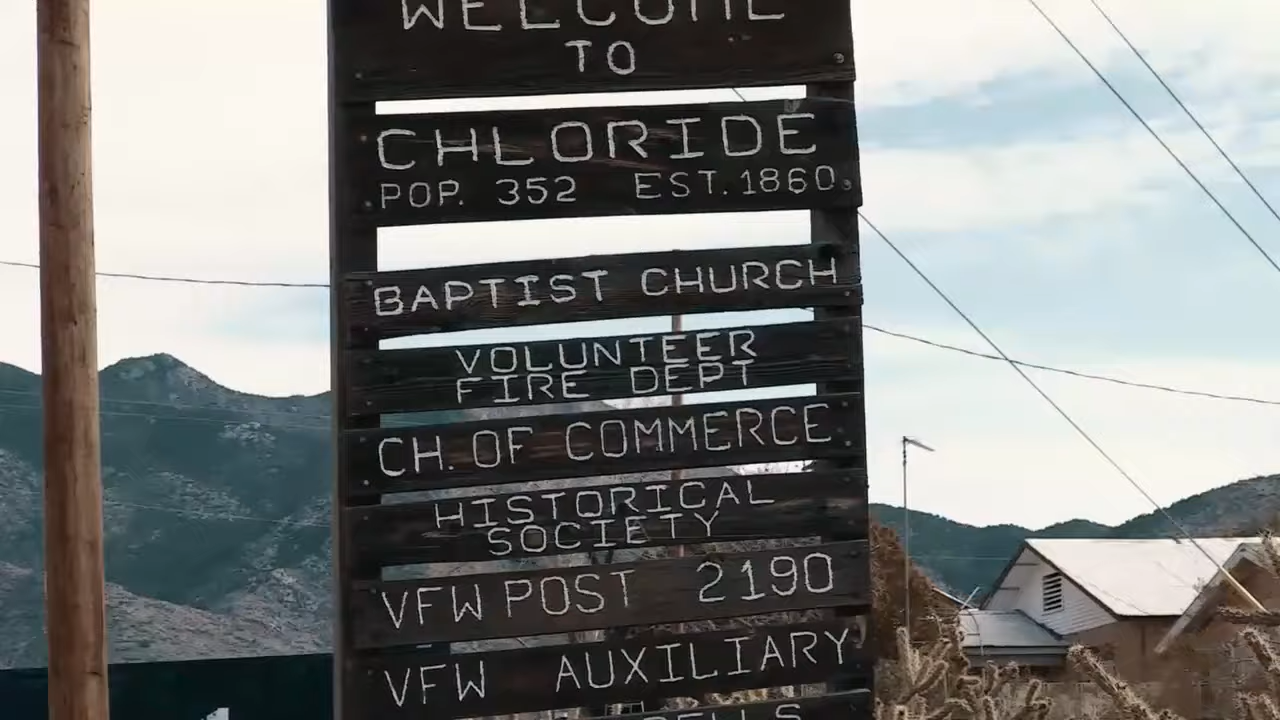 WELCOME
TO
CHLORIDE
POP. 352 EST. 1860
BAPTIST CHURCH
VOLUNTEER
FIRE DEPT
CH. OF COMMERCE
HISTORICAL
SOCIETY
VFW POST 2190
VFW AUXILIARY